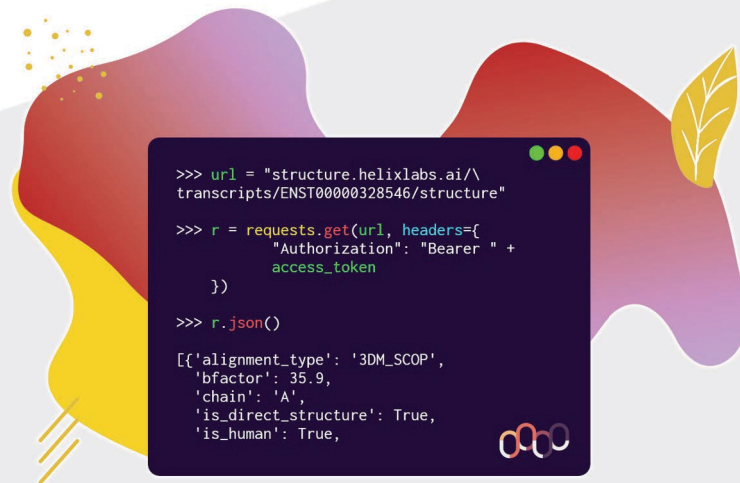 >>> url = "structure.helixlabs.ai/\
transcripts/ENST00000328546/structure"
>>> r = requests.get(url, headers={
"Authorization": "Bearer " +
access_token
})
>>> r.json()
[{'alignment_type': '3DM_SCOP',
'bfactor': 35.9,
'chain': 'A',
'is_direct_structure': True,
'is_human': True,